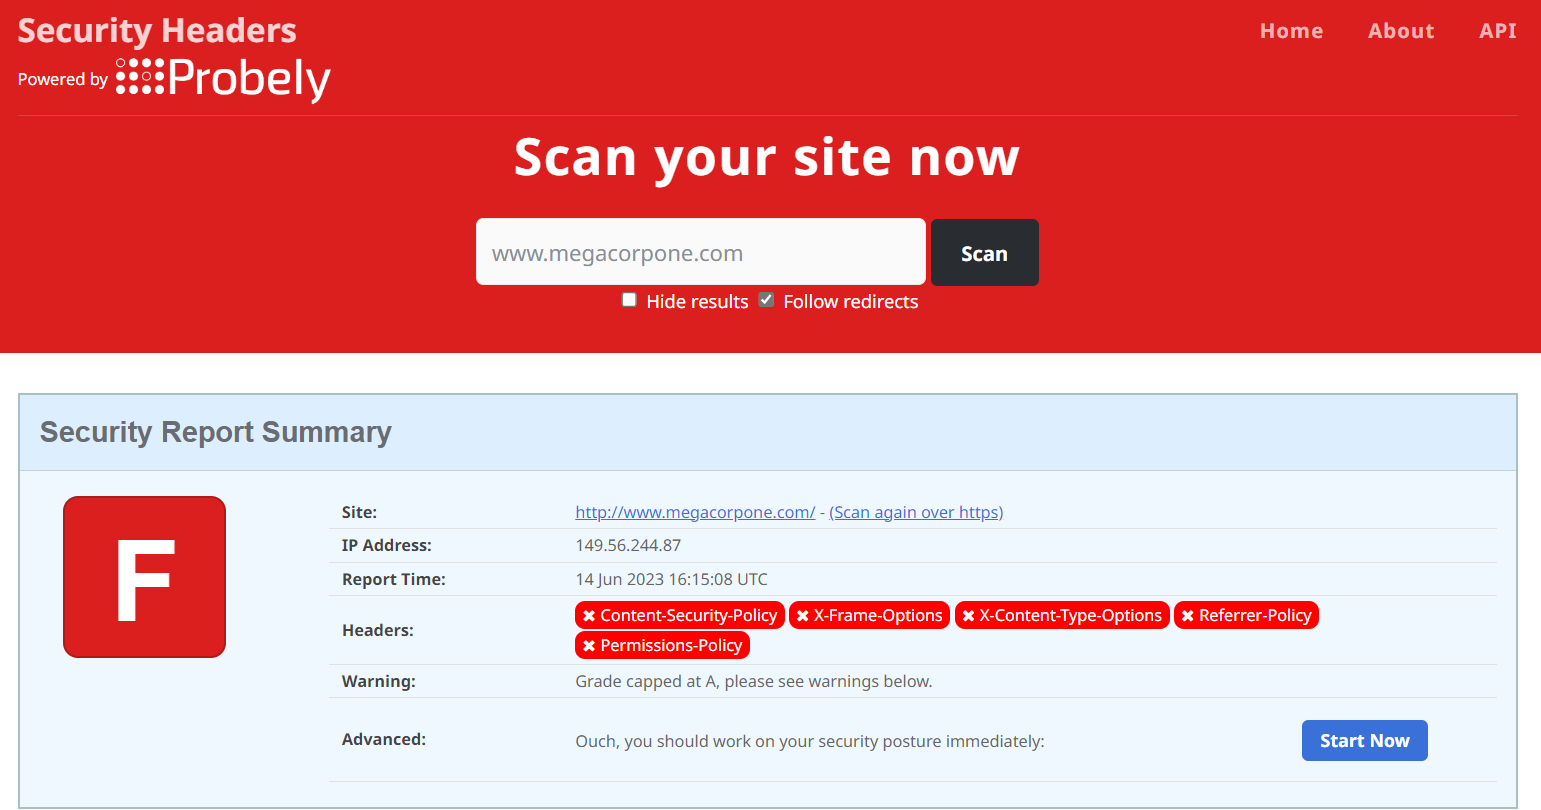 Security Headers
Home About API
Powered by Probely
Scan your site now
www.megacorpone.com Scan
Hide results Follow redirects
Security Report Summary
F
Site: http://www.megacorpone.com/ - (Scan again over https)
IP Address: 149.56.244.87
Report Time: 14 Jun 2023 16:15:08 UTC
Headers: ✖ Content-Security-Policy ✖ X-Frame-Options ✖ X-Content-Type-Options ✖ Referrer-Policy
✖ Permissions-Policy
Warning: Grade capped at A, please see warnings below.
Advanced: Ouch, you should work on your security posture immediately: Start Now